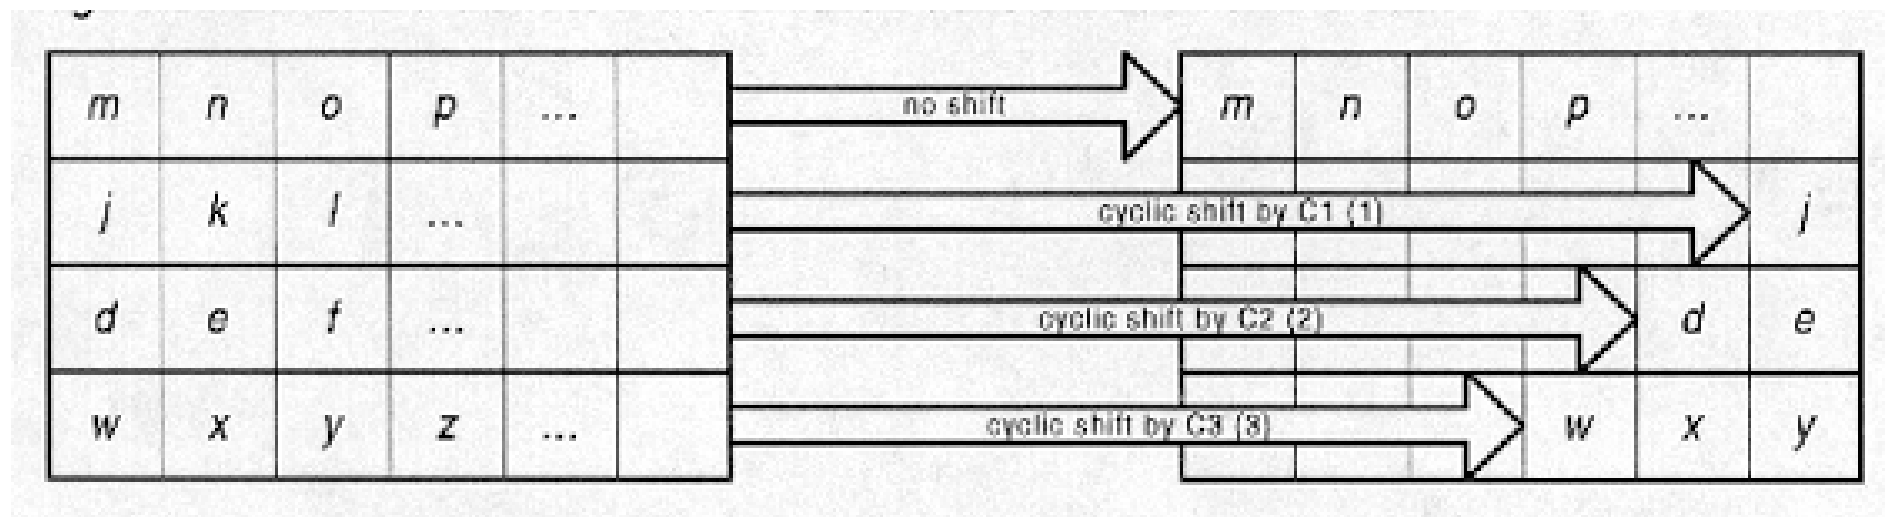 m n o p ... no shift m n o p ...
j k l ... cyclic shift by C1 (1) j
d e f ... cyclic shift by C2 (2) d e
w x y z ... cyclic shift by C3 (3) w x y